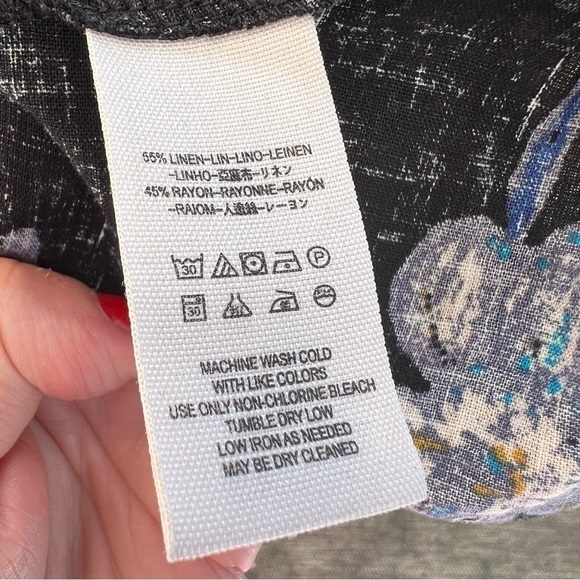 55% LINEN-LIN-LINO-LEINEN
-LINHO-亞麻布-リネン
45% RAYON-RAYONNE-RAYÓN
-RAIOM-人造絲-レーヨン
30 P
30
MACHINE WASH COLD
WITH LIKE COLORS
USE ONLY NON-CHLORINE BLEACH
TUMBLE DRY LOW
LOW IRON AS NEEDED
MAY BE DRY CLEANED